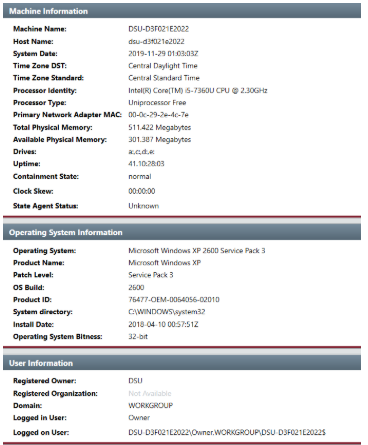 Machine Information
Machine Name: DSU-D3F021E2022
Host Name: dsu-d3f021e2022
System Date: 2019-11-29 01:03:03Z
Time Zone DST: Central Daylight Time
Time Zone Standard: Central Standard Time
Processor Identity: Intel(R) Core(TM) i5-7360U CPU @ 2.30GHz
Processor Type: Uniprocessor Free
Primary Network Adapter MAC: 00-0c-29-2e-4c-7e
Total Physical Memory: 511.422 Megabytes
Available Physical Memory: 301.387 Megabytes
Drives: a:,c:,d:,e:
Uptime: 41.10:28:03
Containment State: normal
Clock Skew: 00:00:00
State Agent Status: Unknown
Operating System Information
Operating System: Microsoft Windows XP 2600 Service Pack 3
Product Name: Microsoft Windows XP
Patch Level: Service Pack 3
OS Build: 2600
Product ID: 76477-OEM-0064056-02010
System directory: C:\WINDOWS\system32
Install Date: 2018-04-10 00:57:51Z
Operating System Bitness: 32-bit
User Information
Registered Owner: DSU
Registered Organization: Not Available
Domain: WORKGROUP
Logged in User: Owner
Logged on User: DSU-D3F021E2022\Owner,WORKGROUP\DSU-D3F021E2022$